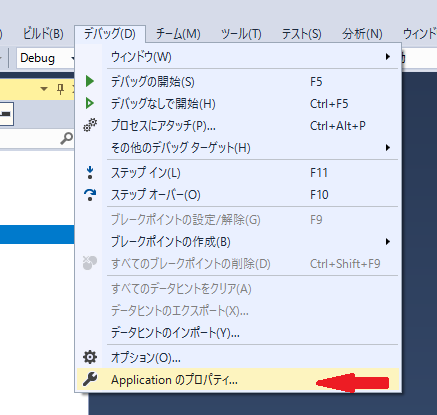 ビルド(B) デバッグ(D) チーム(M) ツール(T) テスト(S) 分析(N)
Debug
ウィンドウ(W)
デバッグの開始(S) F5
デバッグなしで開始(H) Ctrl+F5
プロセスにアタッチ(P)... Ctrl+Alt+P
その他のデバッグ ターゲット(H)
ステップ イン(L) F11
ステップ オーバー(O) F10
ブレークポイントの設定/解除(G) F9
ブレークポイントの作成(B)
すべてのブレークポイントの削除(D) Ctrl+Shift+F9
すべてのデータヒントをクリア(A)
データヒントのエクスポート(X)...
データヒントのインポート(Y)...
オプション(O)...
Application のプロパティ...